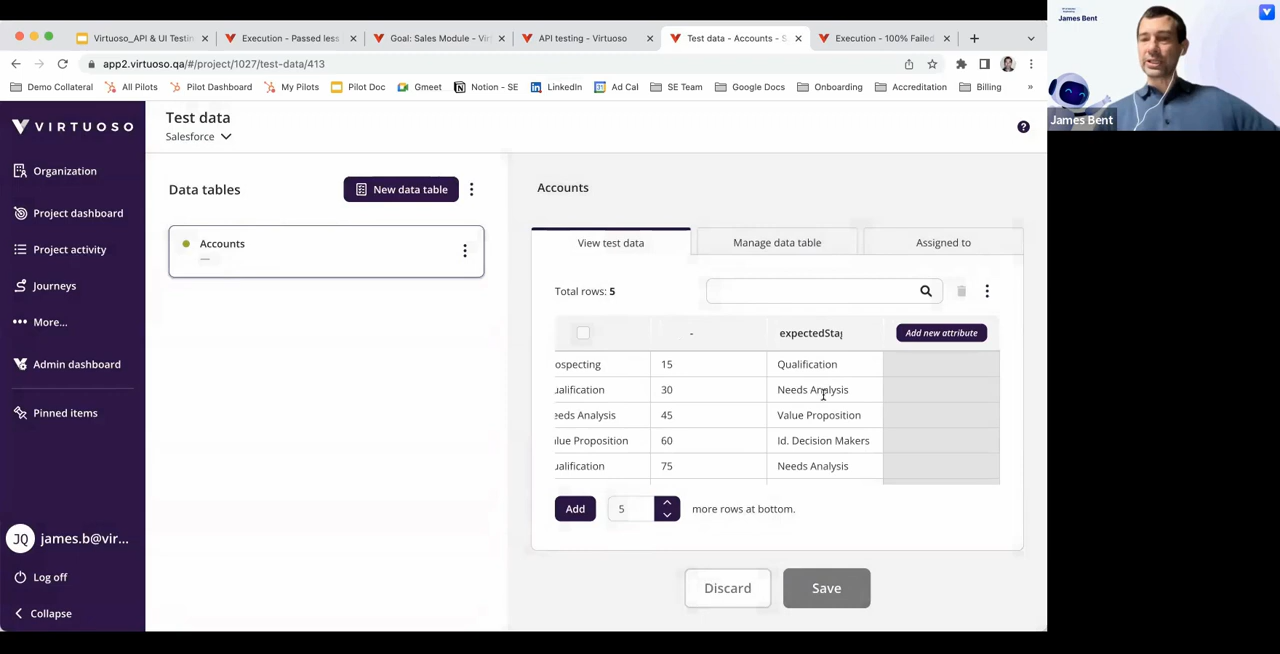 Virtuoso_API & UI Testin
Execution - Passed less
Goal: Sales Module - Vir
API testing - Virtuoso
Test data - Accounts - S
Execution - 100% Failed
app2.virtuoso.qa/#/project/1027/test-data/413
Demo Collateral
All Pilots
Pilot Dashboard
My Pilots
Pilot Doc
Gmeet
Notion - SE
LinkedIn
Ad Cal
SE Team
Google Docs
Onboarding
Accreditation
Billing
»
James Bent
James Bent
VIRTUOSO
Organization
Project dashboard
Project activity
Journeys
More...
Admin dashboard
Pinned items
JQ james.b@vir...
Log off
Collapse
Test data
Salesforce
Data tables
New data table
Accounts
—
Accounts
View test data
Manage data table
Assigned to
Total rows: 5
- expectedStag Add new attribute
ospecting 15 Qualification
ualification 30 Needs Analysis
eeds Analysis 45 Value Proposition
alue Proposition 60 Id. Decision Makers
ualification 75 Needs Analysis
Add 5 more rows at bottom.
Discard
Save